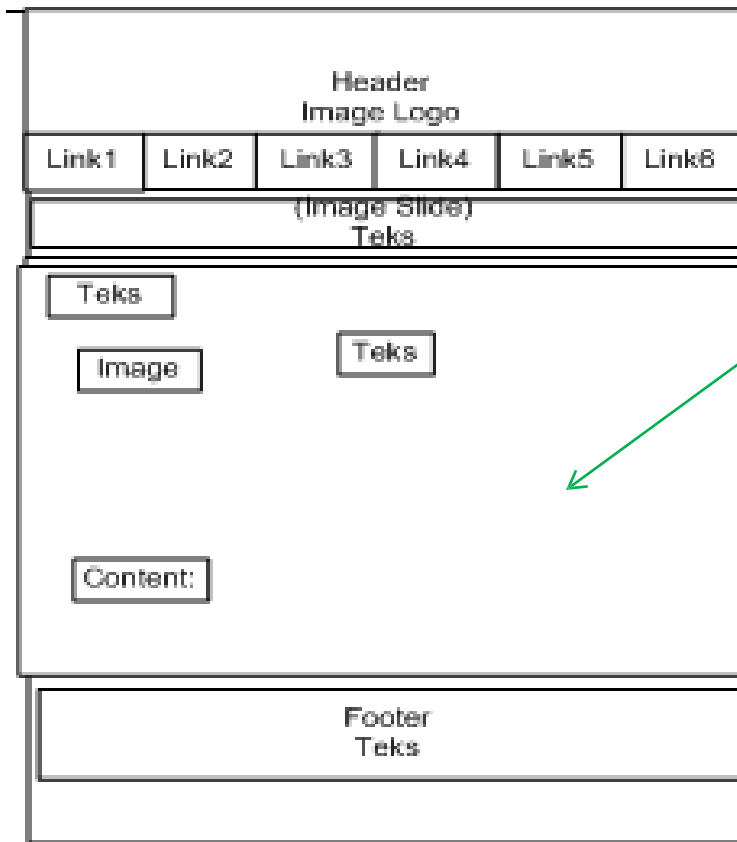 Header
Image Logo
Link1 Link2 Link3 Link4 Link5 Link6
(Image Slide)
Teks
Teks
Teks
Image
Content:
Footer
Teks